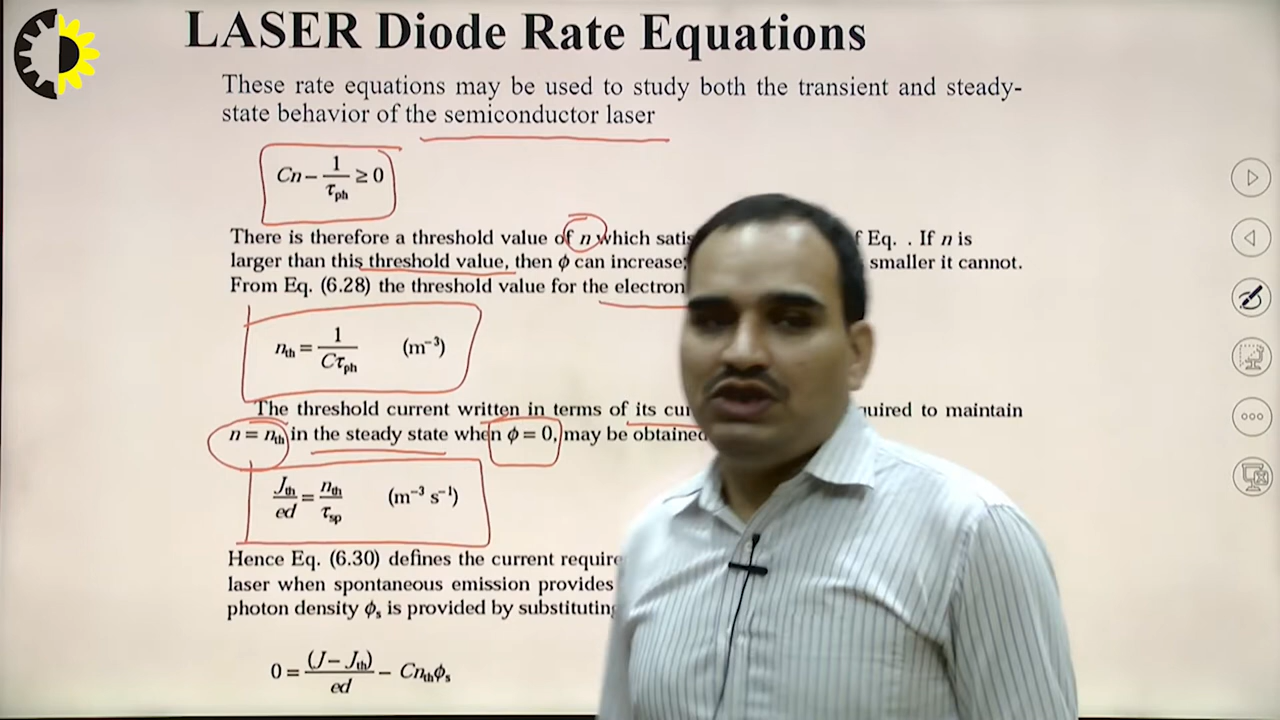 LASER Diode Rate Equations
These rate equations may be used to study both the transient and steady-
state behavior of the semiconductor laser
Cn − 1/τph ≥ 0
There is therefore a threshold value of n which Eq. . If n is
larger than this threshold value, then ϕ can increase; smaller it cannot.
From Eq. (6.28) the threshold value for the electron
nth = 1/Cτph (m⁻³)
The threshold current written in terms of its to maintain
n = nth in the steady state when ϕ = 0, may be obtained
Jth/ed = nth/τsp (m⁻³ s⁻¹)
Hence Eq. (6.30) defines the current
laser when spontaneous emission provides
photon density ϕs is provided by substituting
0 = (J − Jth)/ed − Cnthϕs